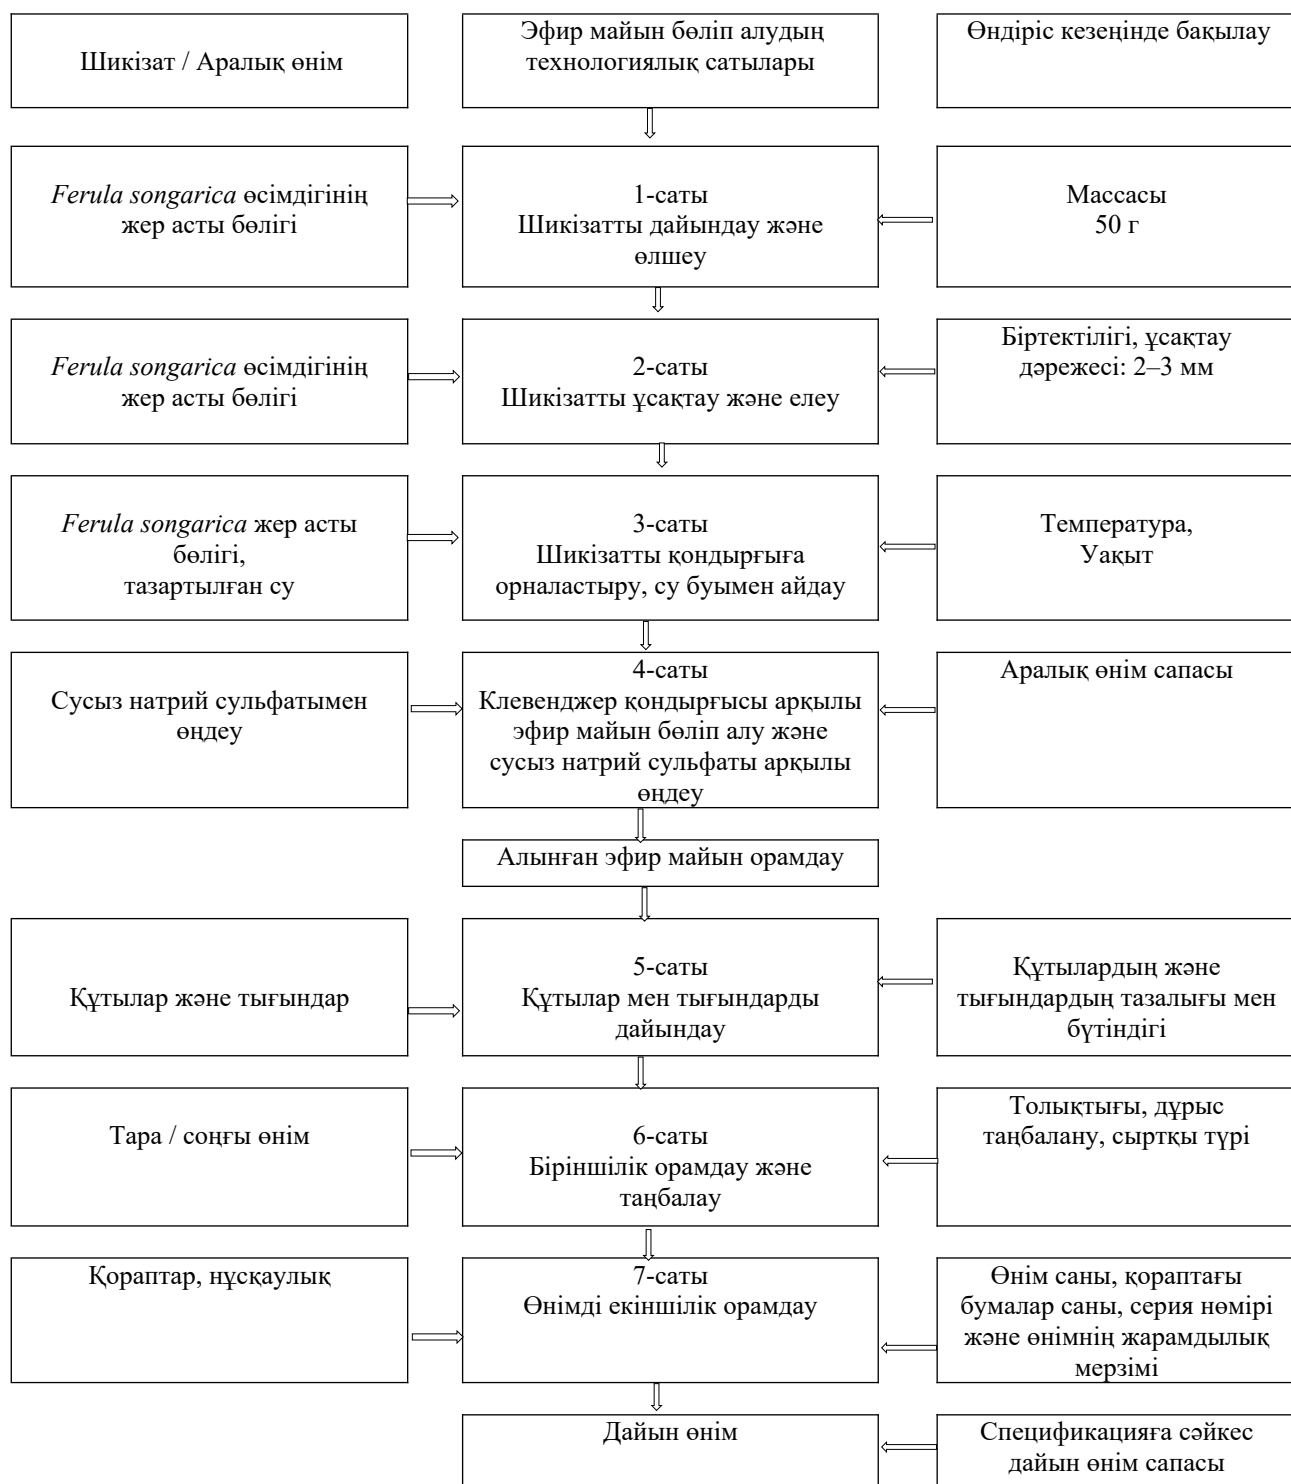 Шикізат / Аралық өнім
Эфир майын бөліп алудың
технологиялық сатылары
Өндіріс кезеңінде бақылау
Ferula songarica өсімдігінің
жер асты бөлігі
1-саты
Шикізатты дайындау және
өлшеу
Массасы
50 г
Ferula songarica өсімдігінің
жер асты бөлігі
2-саты
Шикізатты ұсақтау және елеу
Біртектілігі, ұсақтау
дәрежесі: 2–3 мм
Ferula songarica жер асты
бөлігі,
тазартылған су
3-саты
Шикізатты қондырғыға
орналастыру, су буымен айдау
Температура,
Уақыт
Сусыз натрий сульфатымен
өңдеу
4-саты
Клевенджер қондырғысы арқылы
эфир майын бөліп алу және
сусыз натрий сульфаты арқылы
өңдеу
Аралық өнім сапасы
Алынған эфир майын орамдау
Құтылар және тығындар
5-саты
Құтылар мен тығындарды
дайындау
Құтылардың және
тығындардың тазалығы мен
бүтіндігі
Тара / соңғы өнім
6-саты
Біріншілік орамдау және
таңбалау
Толықтығы, дұрыс
таңбалану, сыртқы түрі
Қораптар, нұсқаулық
7-саты
Өнімді екіншілік орамдау
Өнім саны, қораптағы
бумалар саны, серия нөмірі
және өнімнің жарамдылық
мерзімі
Дайын өнім
Спецификацияға сәйкес
дайын өнім сапасы